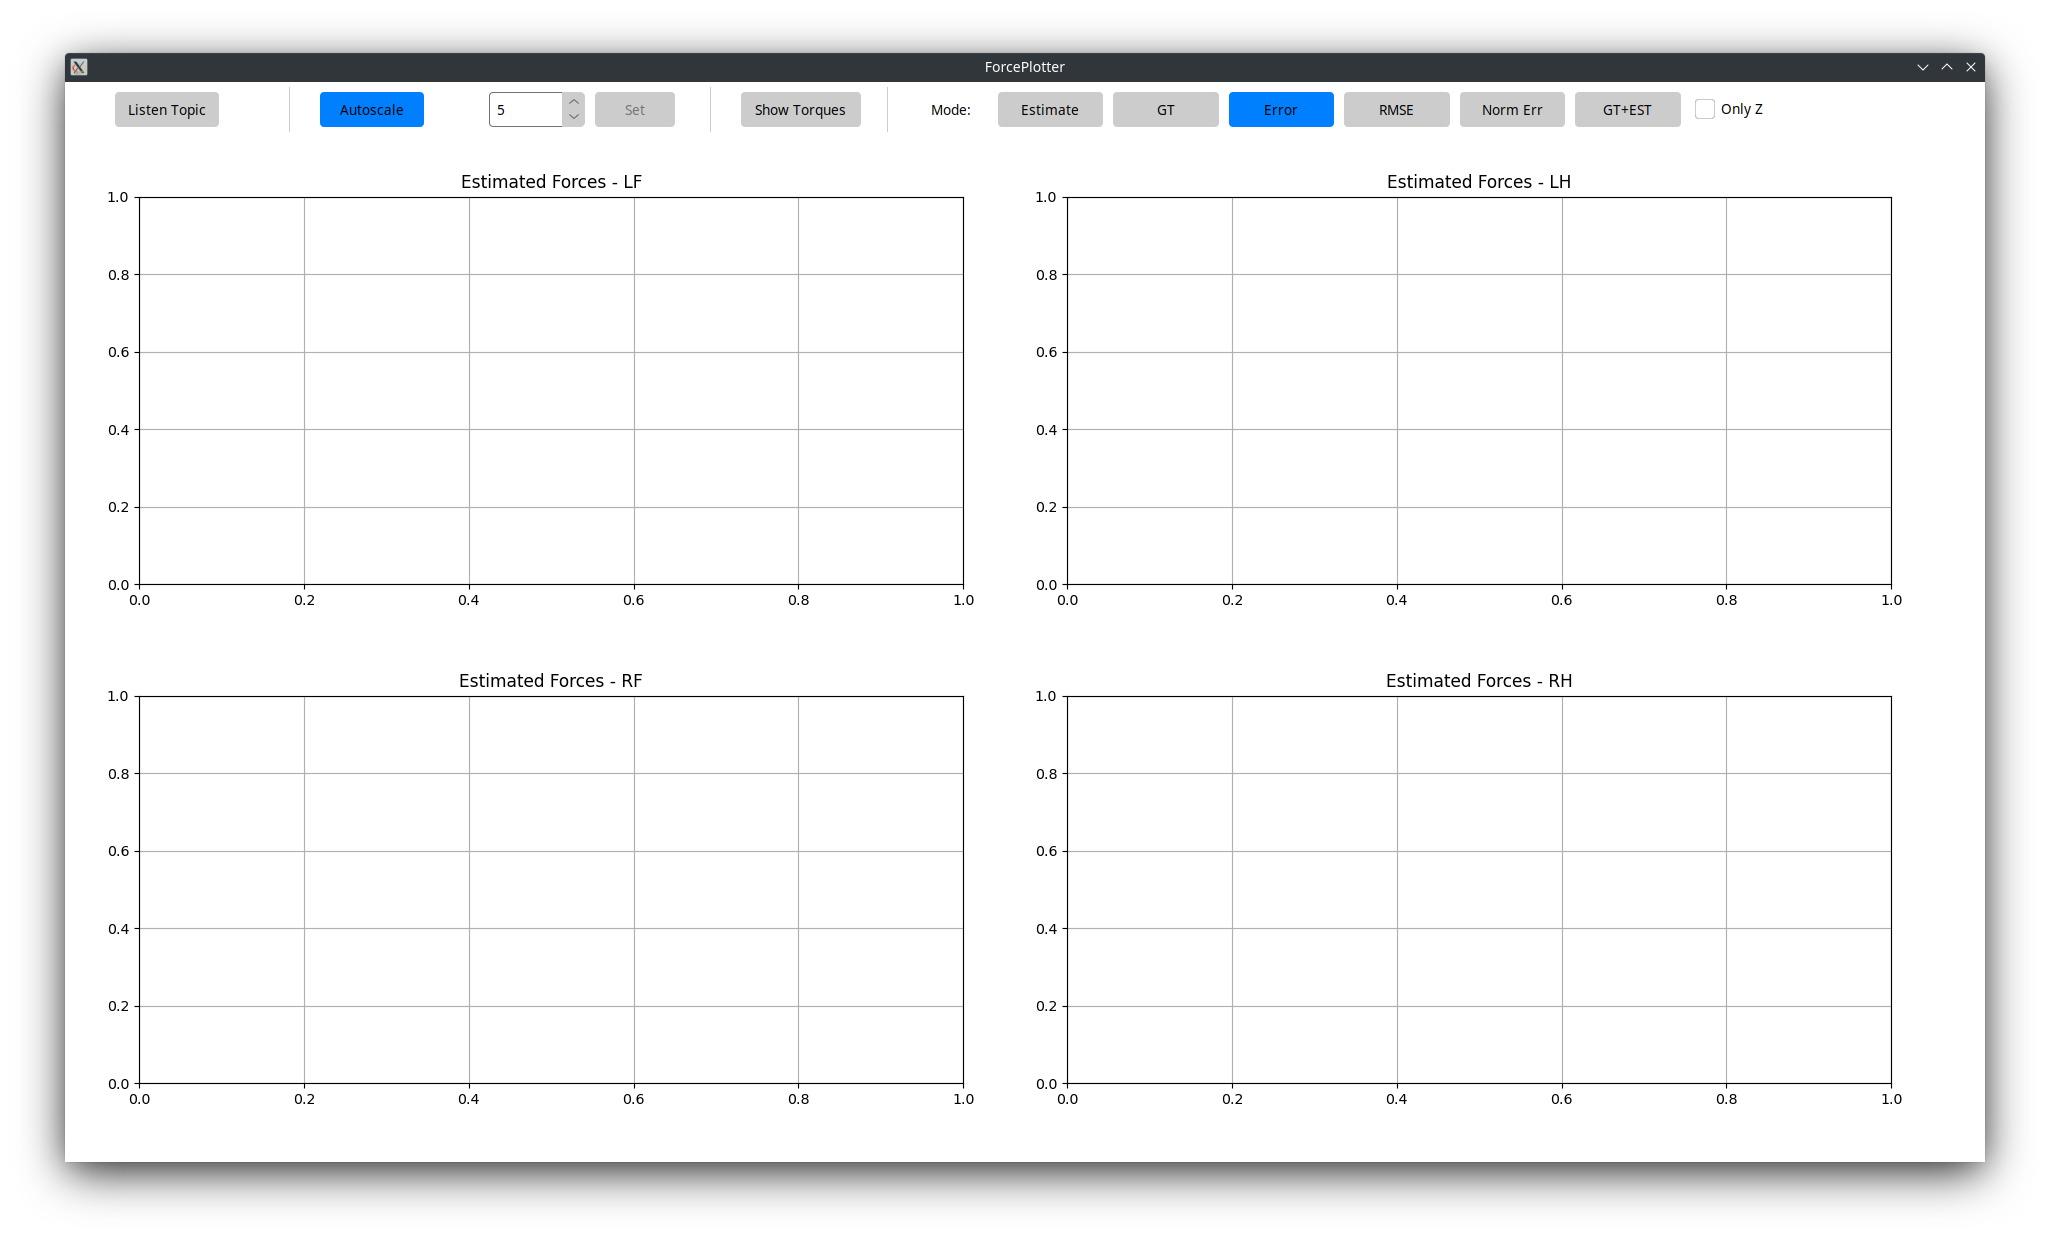 ForcePlotter
Listen Topic Autoscale 5 Set Show Torques Mode: Estimate GT Error RMSE Norm Err GT+EST Only Z
Estimated Forces - LF
1.0
0.8
0.6
0.4
0.2
0.0
0.0 0.2 0.4 0.6 0.8 1.0
Estimated Forces - LH
1.0
0.8
0.6
0.4
0.2
0.0
0.0 0.2 0.4 0.6 0.8 1.0
Estimated Forces - RF
1.0
0.8
0.6
0.4
0.2
0.0
0.0 0.2 0.4 0.6 0.8 1.0
Estimated Forces - RH
1.0
0.8
0.6
0.4
0.2
0.0
0.0 0.2 0.4 0.6 0.8 1.0